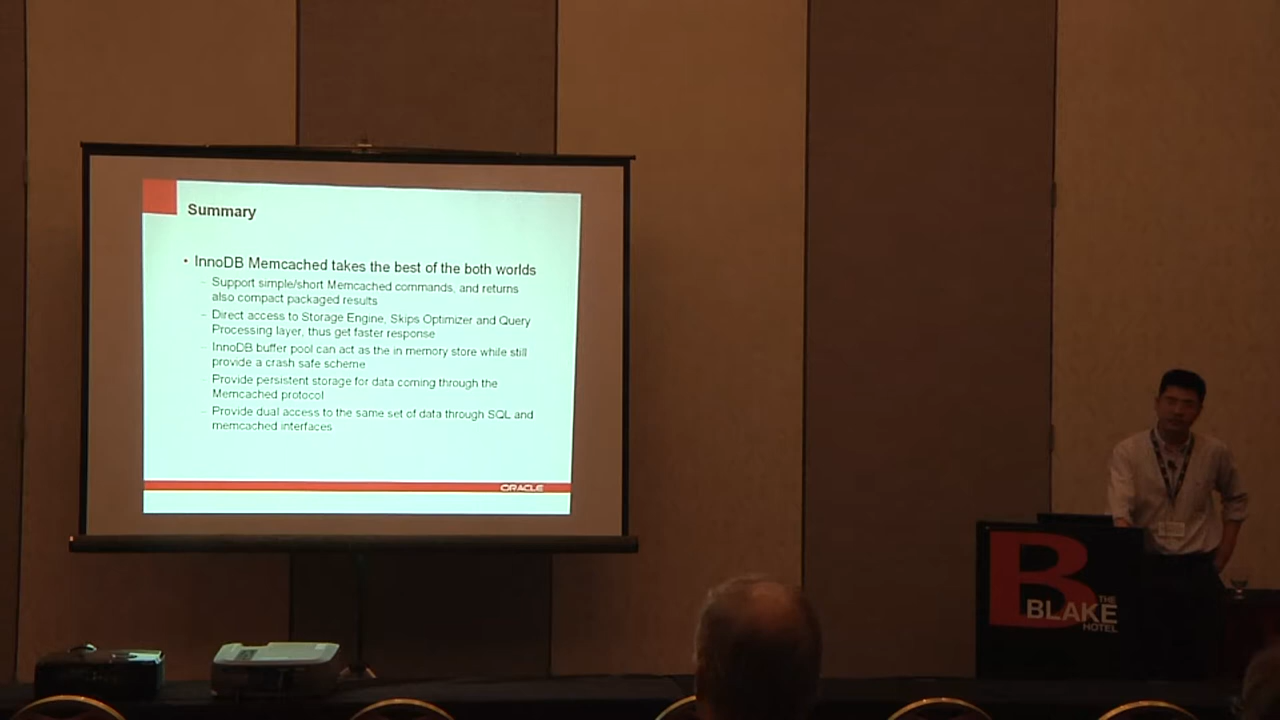 Summary
• InnoDB Memcached takes the best of the both worlds
– Support simple/short Memcached commands, and returns
also compact packaged results
– Direct access to Storage Engine, Skips Optimizer and Query
Processing layer, thus get faster response
– InnoDB buffer pool can act as the in memory store while still
provide a crash safe scheme
– Provide persistent storage for data coming through the
Memcached protocol
– Provide dual access to the same set of data through SQL and
memcached interfaces
ORACLE
B
THE
BLAKE
HOTEL